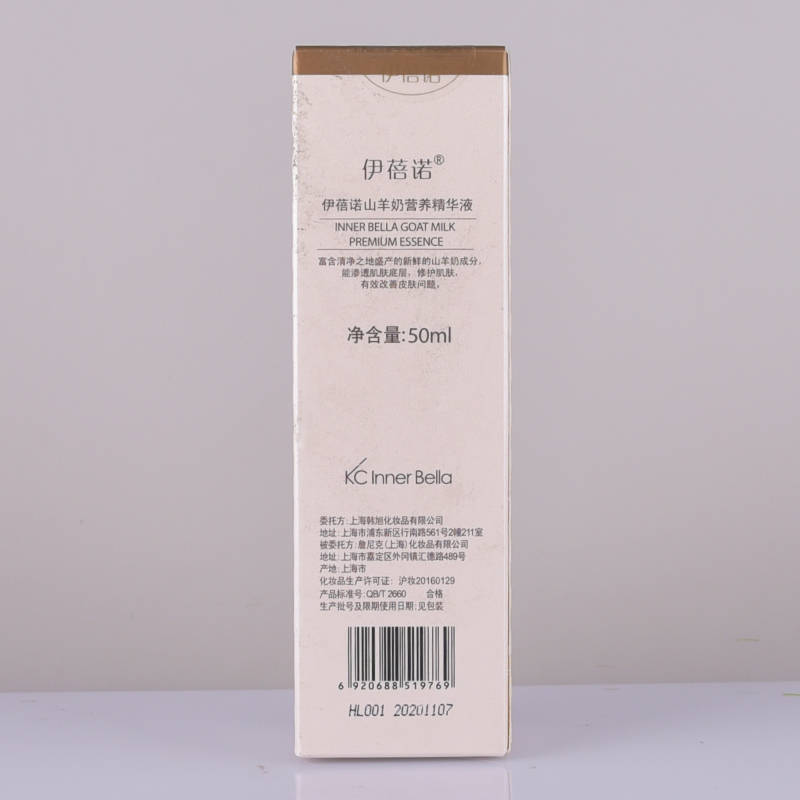 伊蓓诺
伊蓓诺®
伊蓓诺山羊奶营养精华液
INNER BELLA GOAT MILK
PREMIUM ESSENCE
富含清净之地盛产的新鲜的山羊奶成分,
能渗透肌肤底层, 修护肌肤,
有效改善皮肤问题,
净含量:50ml
KC Inner Bella
委托方:上海韩旭化妆品有限公司
地址:上海市浦东新区行南路561号2幢211室
被委托方:詹尼克(上海)化妆品有限公司
地址:上海市嘉定区外冈镇汇德路489号
产地:上海市
化妆品生产许可证: 沪妆20160129
产品标准号:QB/T 2660 合格
生产批号及限期使用日期:见包装
6 920688 519769
HL001 20201107